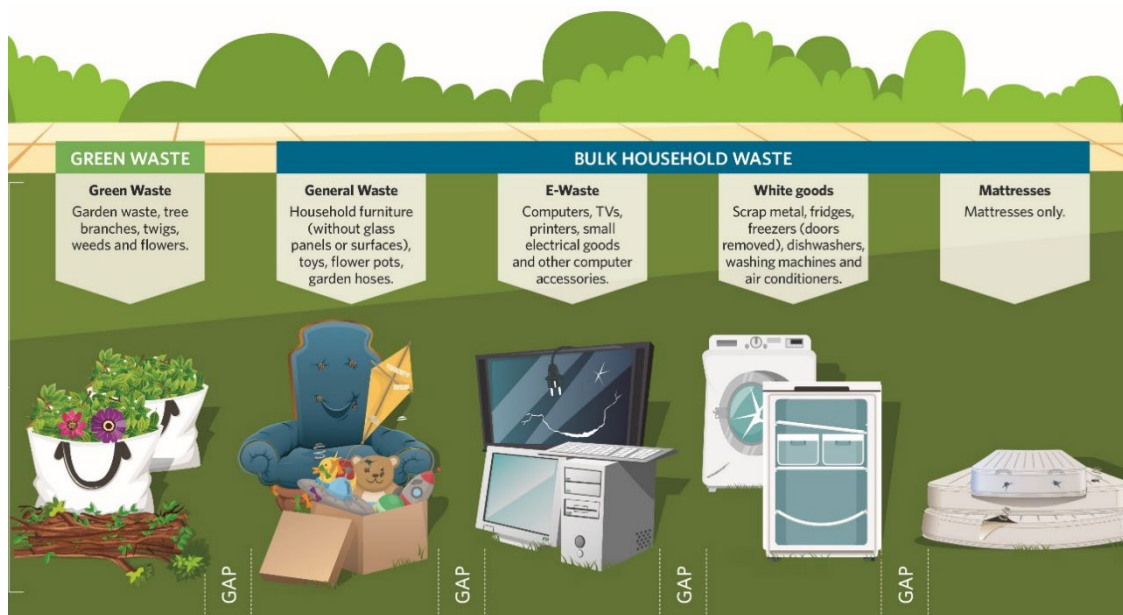 GREEN WASTE
BULK HOUSEHOLD WASTE
Green Waste
Garden waste, tree
branches, twigs,
weeds and flowers.
General Waste
Household furniture
(without glass
panels or surfaces),
toys, flower pots,
garden hoses.
E-Waste
Computers, TVs,
printers, small
electrical goods
and other computer
accessories.
White goods
Scrap metal, fridges,
freezers (doors
removed), dishwashers,
washing machines and
air conditioners.
Mattresses
Mattresses only.
GAP
GAP
GAP
GAP